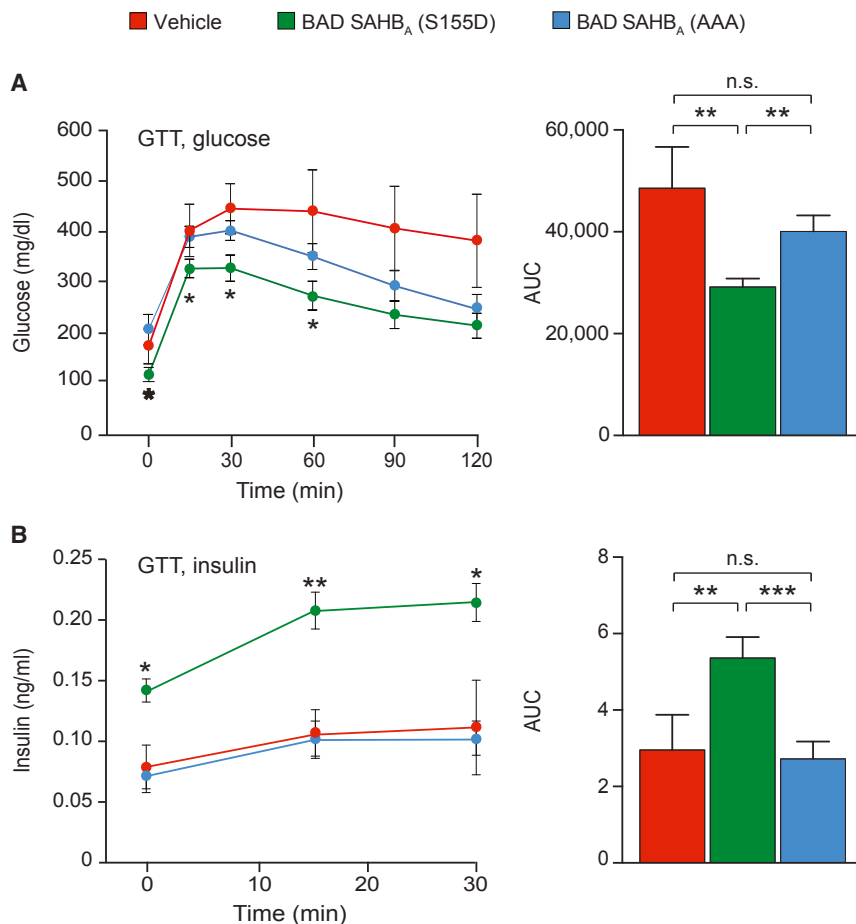 Vehicle BAD SAHB_A (S155D) BAD SAHB_A (AAA)
A
GTT, glucose
Glucose (mg/dl)
600
500
400
300
200
100
0
* * * *
0 30 60 90 120
Time (min)
n.s.
** **
AUC
60,000
40,000
20,000
0
B
GTT, insulin
Insulin (ng/ml)
0.25
0.20
0.15
0.10
0.05
0
* ** *
0 10 20 30
Time (min)
n.s.
** ***
AUC
8
6
4
2
0